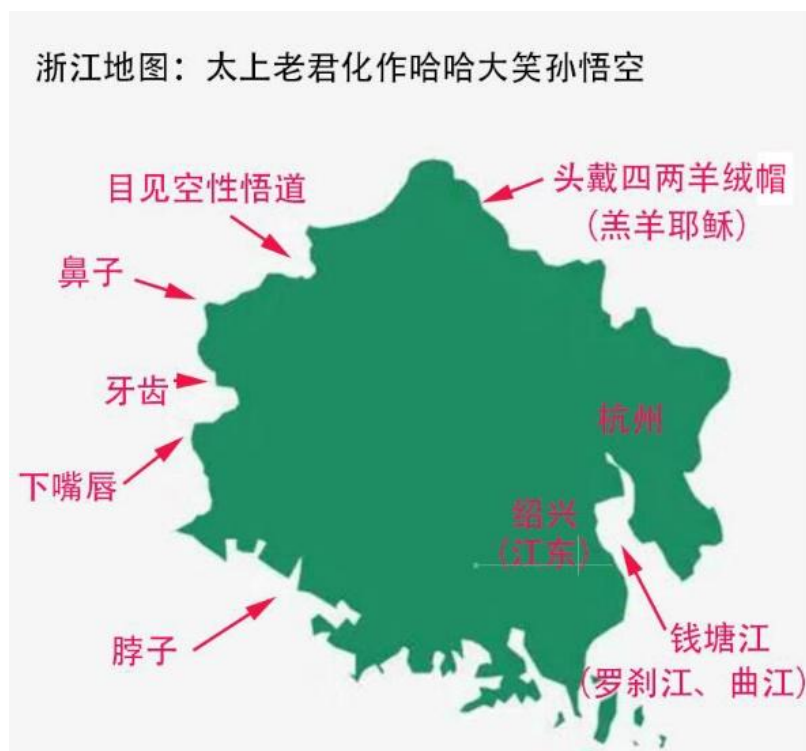 浙江地图：太上老君化作哈哈大笑孙悟空
目见空性悟道
头戴四两羊绒帽
（羔羊耶稣）
鼻子
牙齿
杭州
下嘴唇
绍兴
（江东）
脖子
钱塘江
（罗刹江、曲江）